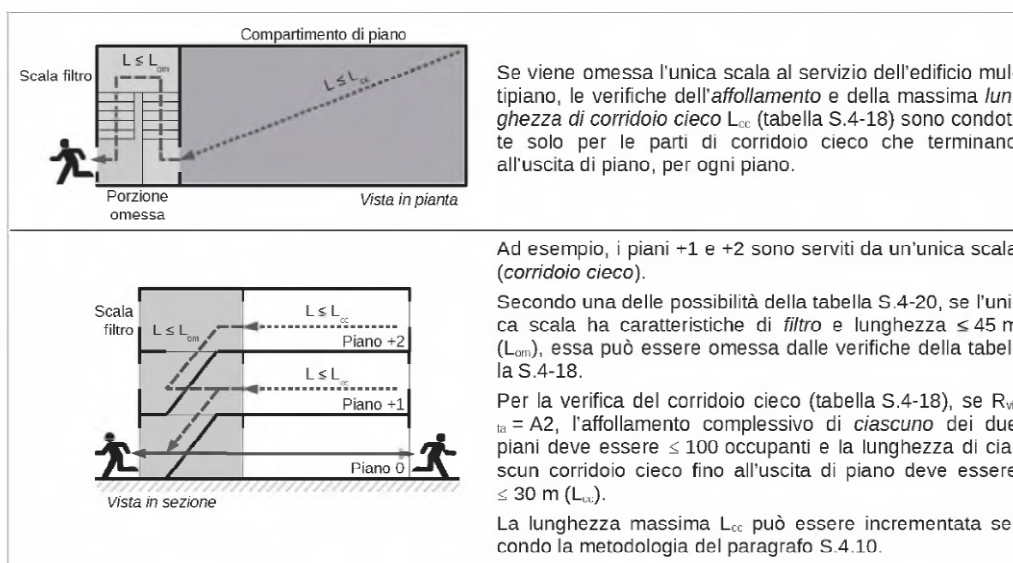 Compartimento di piano
Scala filtro
L ≤ Lom
L ≤ Lcc
Porzione
omessa
Vista in pianta
Se viene omessa l'unica scala al servizio dell'edificio mul-
tipiano, le verifiche dell'affollamento e della massima lun-
ghezza di corridoio cieco Lcc (tabella S.4-18) sono condot-
te solo per le parti di corridoio cieco che terminano
all'uscita di piano, per ogni piano.
Scala
filtro
L ≤ Lom
L ≤ Lcc
Piano +2
L ≤ Lcc
Piano +1
Piano 0
Vista in sezione
Ad esempio, i piani +1 e +2 sono serviti da un'unica scala
(corridoio cieco).
Secondo una delle possibilità della tabella S.4-20, se l'uni-
ca scala ha caratteristiche di filtro e lunghezza ≤ 45 m
(Lom), essa può essere omessa dalle verifiche della tabel-
la S.4-18.
Per la verifica del corridoio cieco (tabella S.4-18), se Rvi
ta = A2, l'affollamento complessivo di ciascuno dei due
piani deve essere ≤ 100 occupanti e la lunghezza di cia-
scun corridoio cieco fino all'uscita di piano deve essere
≤ 30 m (Lcc).
La lunghezza massima Lcc può essere incrementata se-
condo la metodologia del paragrafo S.4.10.